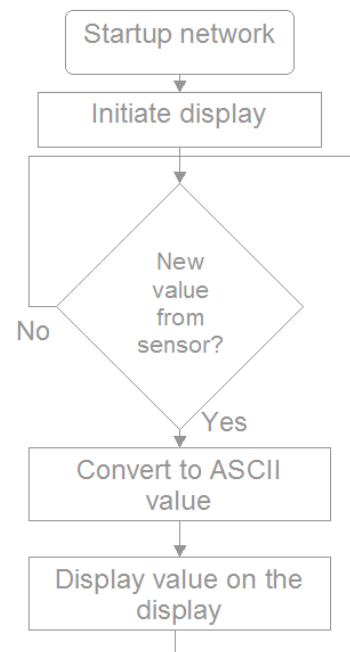 Startup network
Initiate display
New
value
from
sensor?
No
Yes
Convert to ASCII
value
Display value on the
display